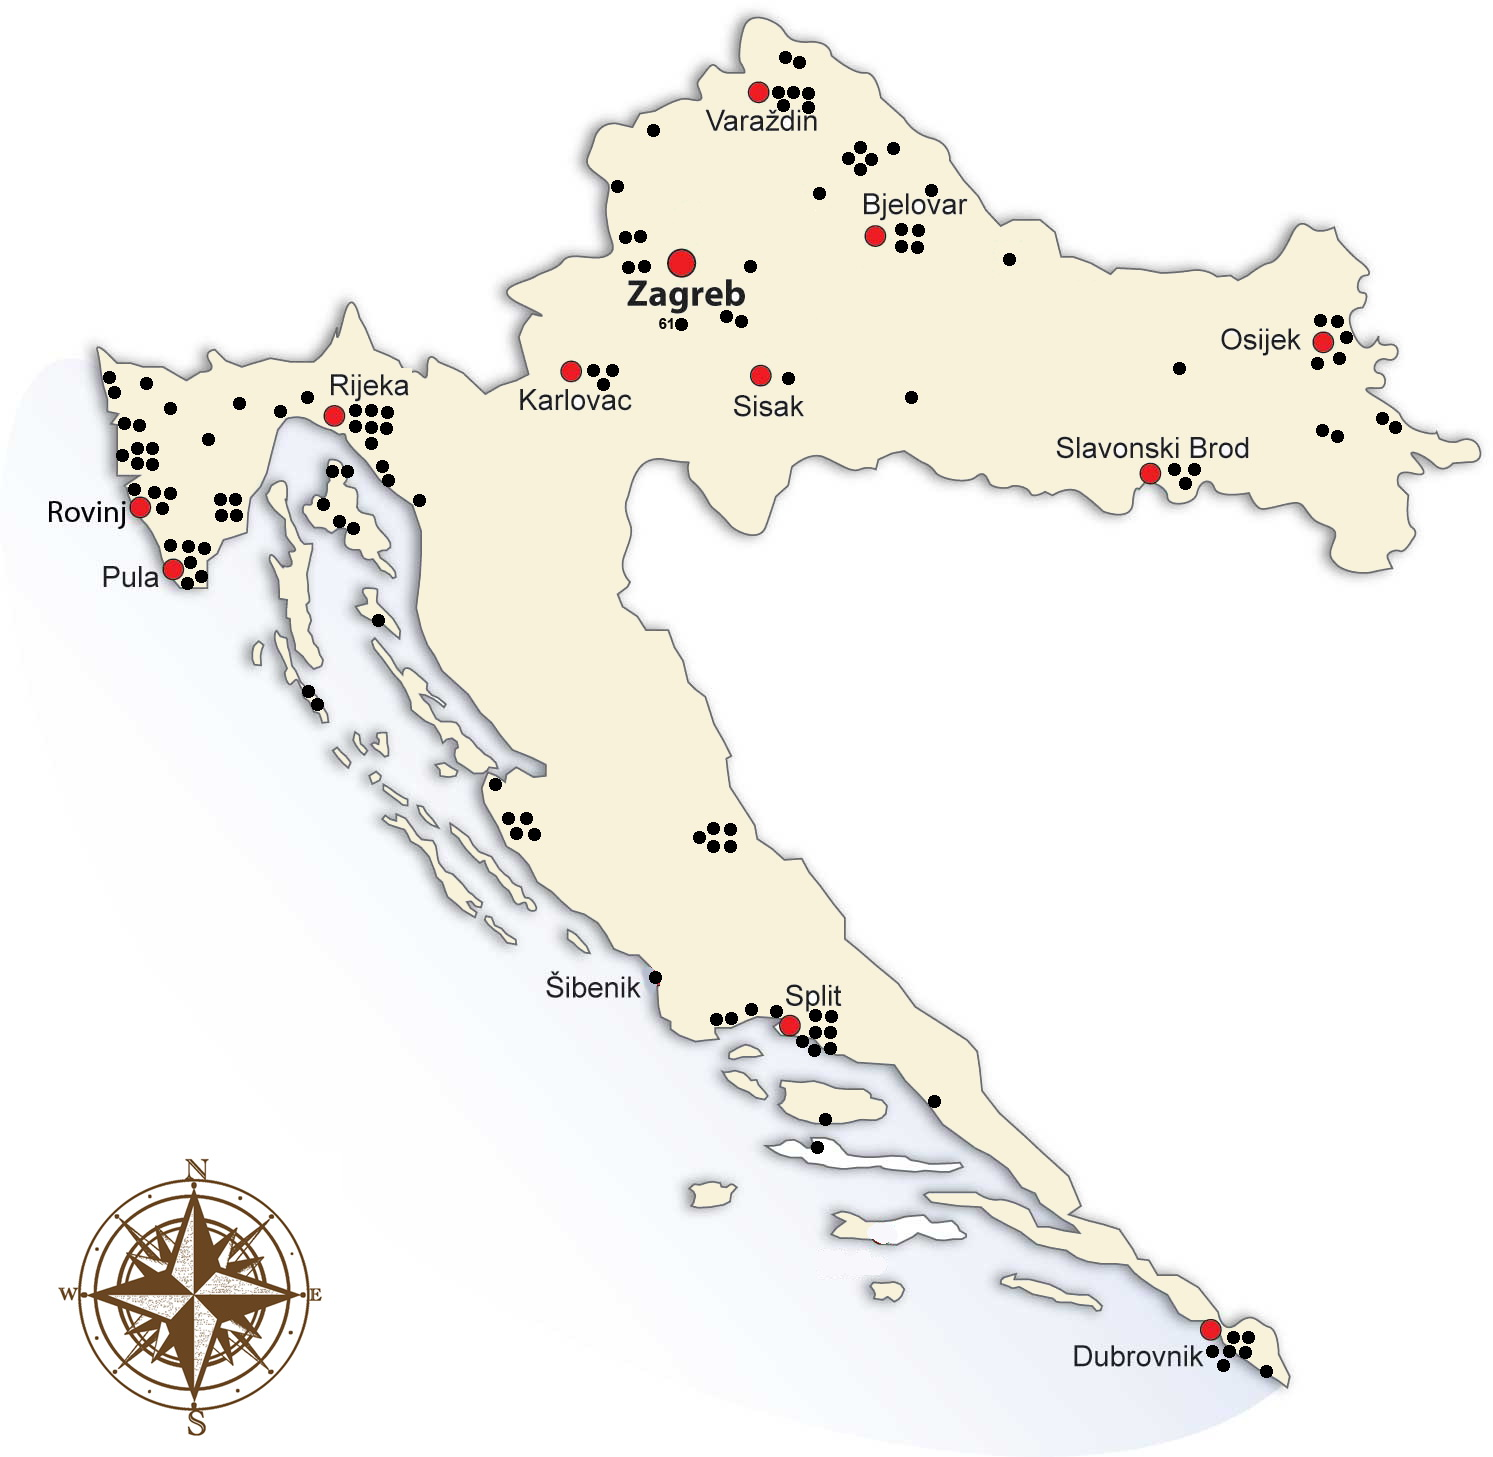 Varaždin
Bjelovar
Zagreb
61
Osijek
Rijeka
Karlovac
Sisak
Slavonski Brod
Rovinj
Pula
Šibenik
Split
N
W
E
S
Dubrovnik